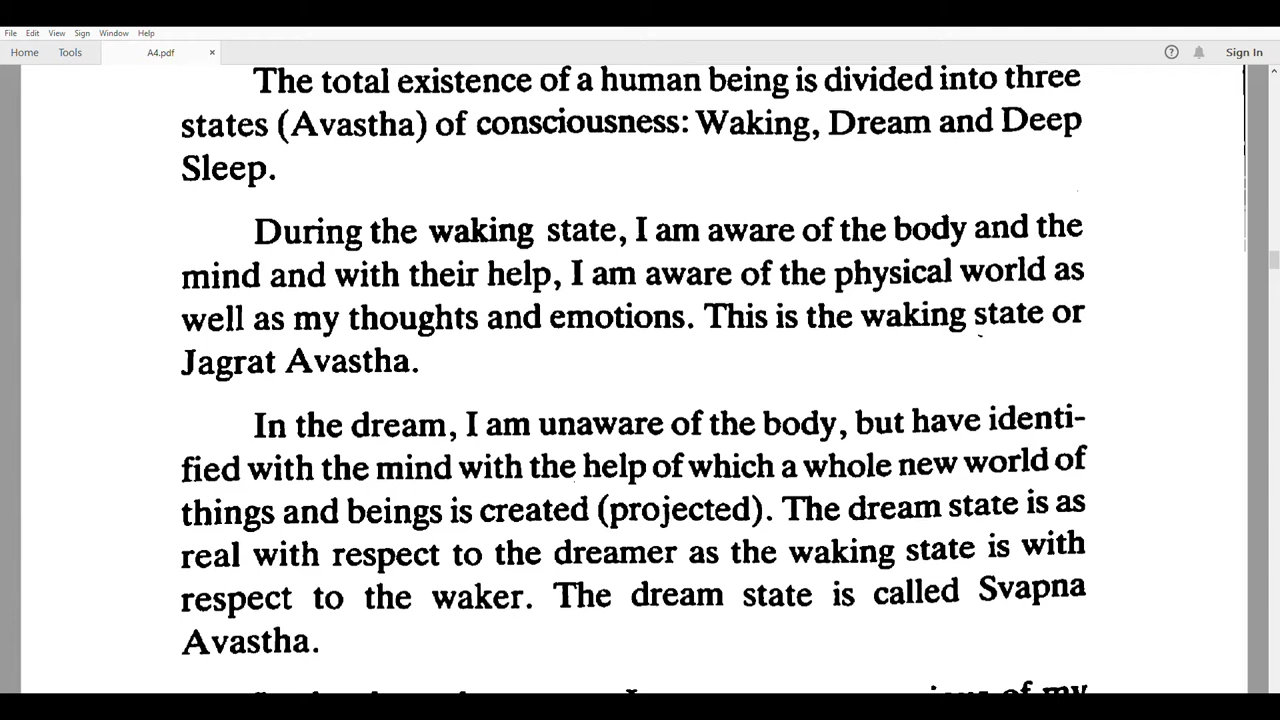 File Edit View Sign Window Help
Home Tools A4.pdf × ? Sign In
The total existence of a human being is divided into three
states (Avastha) of consciousness: Waking, Dream and Deep
Sleep.
During the waking state, I am aware of the body and the
mind and with their help, I am aware of the physical world as
well as my thoughts and emotions. This is the waking state or
Jagrat Avastha.
In the dream, I am unaware of the body, but have identi-
fied with the mind with the help of which a whole new world of
things and beings is created (projected). The dream state is as
real with respect to the dreamer as the waking state is with
respect to the waker. The dream state is called Svapna
Avastha.
of my